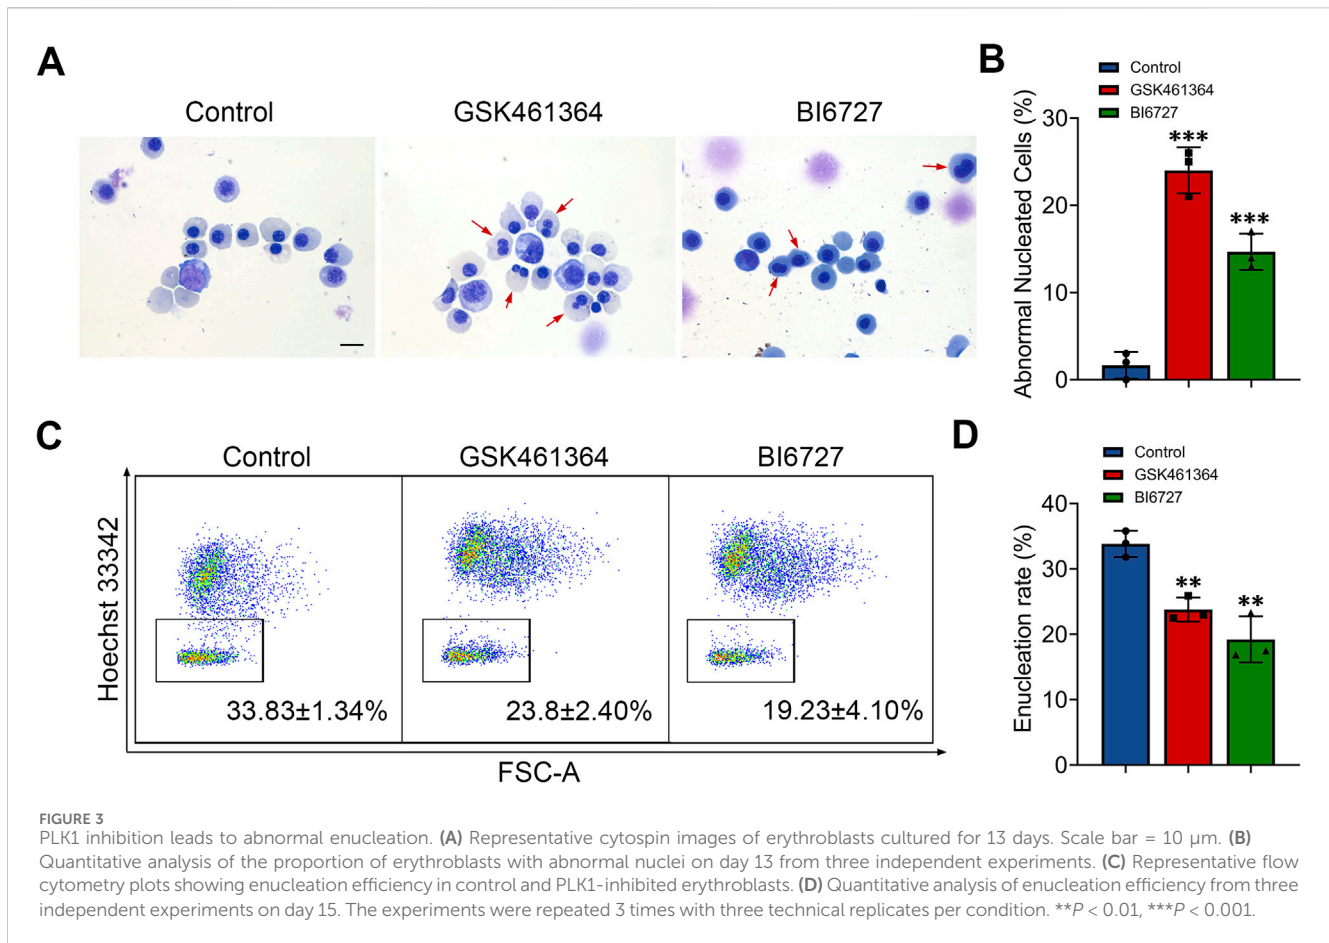 A
Control
GSK461364
BI6727
B
Control
GSK461364
BI6727
Abnormal Nucleated Cells (%)
30
20
10
0
***
***
C
Control
GSK461364
BI6727
Hoechst 33342
33.83±1.34%
23.8±2.40%
19.23±4.10%
FSC-A
D
Control
GSK461364
BI6727
Enucleation rate (%)
40
30
20
10
0
**
**
FIGURE 3
PLK1 inhibition leads to abnormal enucleation. (A) Representative cytospin images of erythroblasts cultured for 13 days. Scale bar = 10 µm. (B)
Quantitative analysis of the proportion of erythroblasts with abnormal nuclei on day 13 from three independent experiments. (C) Representative flow
cytometry plots showing enucleation efficiency in control and PLK1-inhibited erythroblasts. (D) Quantitative analysis of enucleation efficiency from three
independent experiments on day 15. The experiments were repeated 3 times with three technical replicates per condition. **P < 0.01, ***P < 0.001.